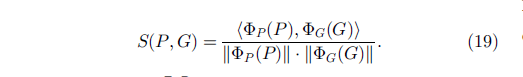 S(P, G) = ⟨Φ_P(P), Φ_G(G)⟩ / ‖Φ_P(P)‖ · ‖Φ_G(G)‖. (19)